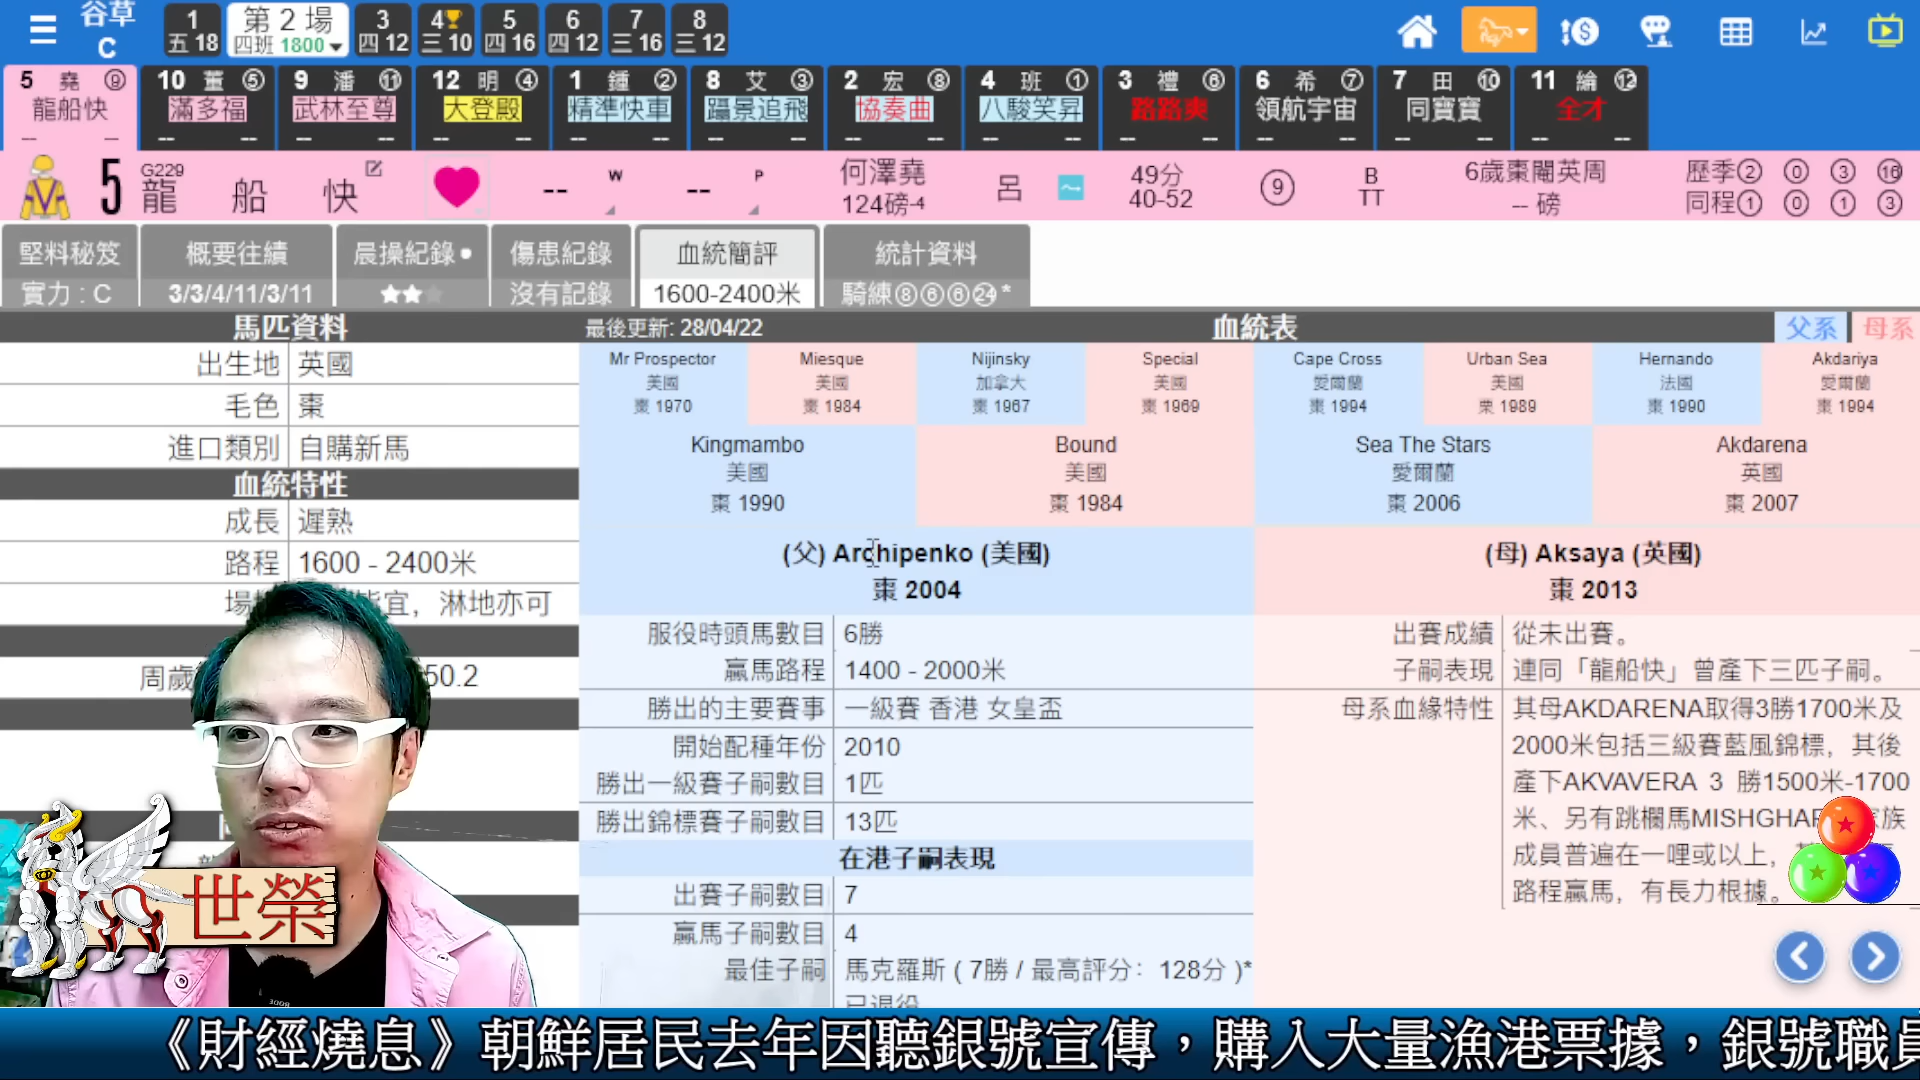 谷草 C
1 五 18
第 2 場 四班 1800
3 四 12
4 三 10
5 四 16
6 四 12
7 三 16
8 三 12
5 堯 ⑨ 龍船快 -- --
10 董 ⑤ 滿多福 -- --
9 潘 ⑪ 武林至尊 -- --
12 明 ④ 大登殿 -- --
1 鍾 ② 精準快車 -- --
8 艾 ③ 躡景追飛 -- --
2 宏 ⑧ 協奏曲 -- --
4 班 ① 八駿笑昇 -- --
3 禮 ⑥ 路路爽 -- --
6 希 ⑦ 領航宇宙 -- --
7 田 ⑩ 同寶寶 -- --
11 綸 ⑫ 全才 -- --
5 G229 龍船快 -- W -- P
何澤堯 124磅-4
呂
49分 40-52
⑨
B TT
6歲棗閹英周 -- 磅
歷季② ⓪ ③ ⑯
同程① ⓪ ① ③
堅料秘笈 實力 : C
概要往績 3/3/4/11/3/11
晨操紀錄● ★★★
傷患紀錄 沒有記錄
血統簡評 1600-2400米
統計資料 騎練⑧⑥⑥㉔*
馬匹資料
出生地 英國
毛色 棗
進口類別 自購新馬
血統特性
成長 遲熟
路程 1600 - 2400米
宜，淋地亦可
周歲
50.2
最後更新: 28/04/22
血統表
父系 母系
Mr Prospector 美國 棗 1970
Miesque 美國 棗 1984
Nijinsky 加拿大 棗 1967
Special 美國 棗 1969
Cape Cross 愛爾蘭 棗 1994
Urban Sea 美國 栗 1989
Hernando 法國 棗 1990
Akdariya 愛爾蘭 棗 1994
Kingmambo 美國 棗 1990
Bound 美國 棗 1984
Sea The Stars 愛爾蘭 棗 2006
Akdarena 英國 棗 2007
(父) Archipenko (美國)
棗 2004
服役時頭馬數目 6勝
贏馬路程 1400 - 2000米
勝出的主要賽事 一級賽 香港 女皇盃
開始配種年份 2010
勝出一級賽子嗣數目 1匹
勝出錦標賽子嗣數目 13匹
在港子嗣表現
出賽子嗣數目 7
贏馬子嗣數目 4
最佳子嗣 馬克羅斯 ( 7勝 / 最高評分：128分 )*
已退役
(母) Aksaya (英國)
棗 2013
出賽成績 從未出賽。
子嗣表現 連同「龍船快」曾產下三匹子嗣。
母系血緣特性 其母AKDARENA取得3勝1700米及
2000米包括三級賽藍風錦標，其後
產下AKVAVERA 3 勝1500米-1700
米、另有跳欄馬MISHGHAR 家族
成員普遍在一哩或以上，
路程贏馬，有長力根據。
世榮
《財經燒息》朝鮮居民去年因聽銀號宣傳，購入大量漁港票據，銀號職員